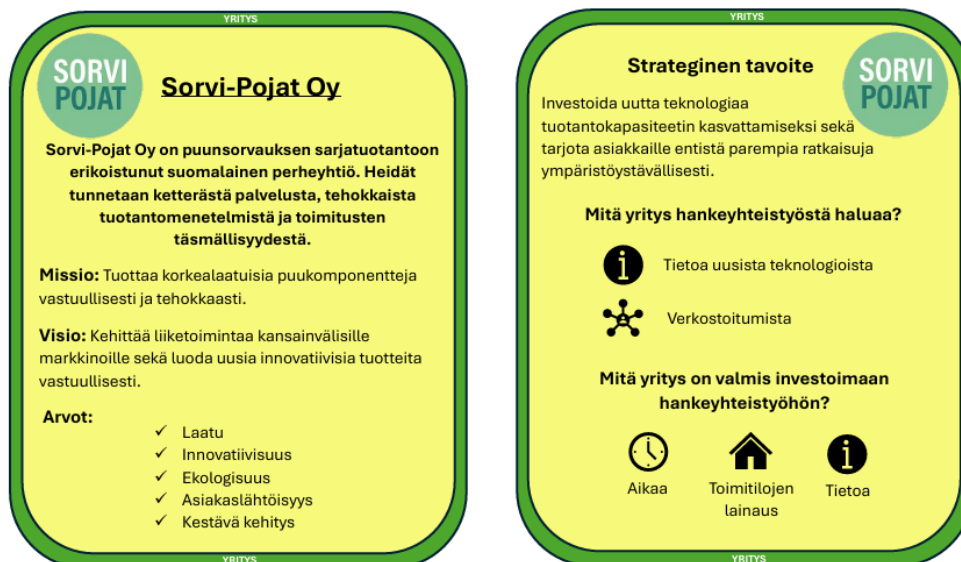 YRITYS
SORVI
POJAT
Sorvi-Pojat Oy
Sorvi-Pojat Oy on puunsorvauksen sarjatuotantoon
erikoistunut suomalainen perheyhtiö. Heidät
tunnetaan ketterästä palvelusta, tehokkaista
tuotantomenetelmistä ja toimitusten
täsmällisyydestä.
Missio: Tuottaa korkealaatuisia puukomponentteja
vastuullisesti ja tehokkaasti.
Visio: Kehittää liiketoimintaa kansainvälisille
markkinoille sekä luoda uusia innovatiivisia tuotteita
vastuullisesti.
Arvot:
✓ Laatu
✓ Innovatiivisuus
✓ Ekologisuus
✓ Asiakaslähtöisyys
✓ Kestävä kehitys
YRITYS
YRITYS
Strateginen tavoite
SORVI
POJAT
Investoida uutta teknologiaa
tuotantokapasiteetin kasvattamiseksi sekä
tarjota asiakkaille entistä parempia ratkaisuja
ympäristöystävällisesti.
Mitä yritys hankeyhteistyöstä haluaa?
Tietoa uusista teknologioista
Verkostoitumista
Mitä yritys on valmis investoimaan
hankeyhteistyöhön?
Aikaa
Toimitilojen
lainaus
Tietoa
YRITYS